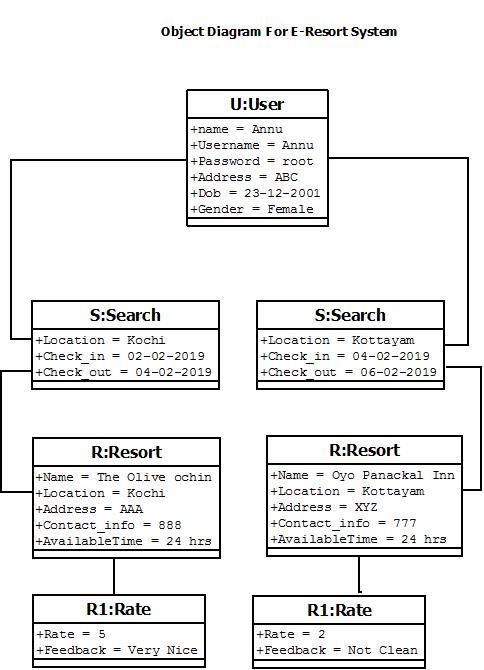 Object Diagram For E-Resort System
U:User
+name = Annu
+Username = Annu
+Password = root
+Address = ABC
+Dob = 23-12-2001
+Gender = Female
S:Search
+Location = Kochi
+Check_in = 02-02-2019
+Check_out = 04-02-2019
S:Search
+Location = Kottayam
+Check_in = 04-02-2019
+Check_out = 06-02-2019
R:Resort
+Name = The Olive ochin
+Location = Kochi
+Address = AAA
+Contact_info = 888
+AvailableTime = 24 hrs
R:Resort
+Name = Oyo Panackal Inn
+Location = Kottayam
+Address = XYZ
+Contact_info = 777
+AvailableTime = 24 hrs
R1:Rate
+Rate = 5
+Feedback = Very Nice
R1:Rate
+Rate = 2
+Feedback = Not Clean